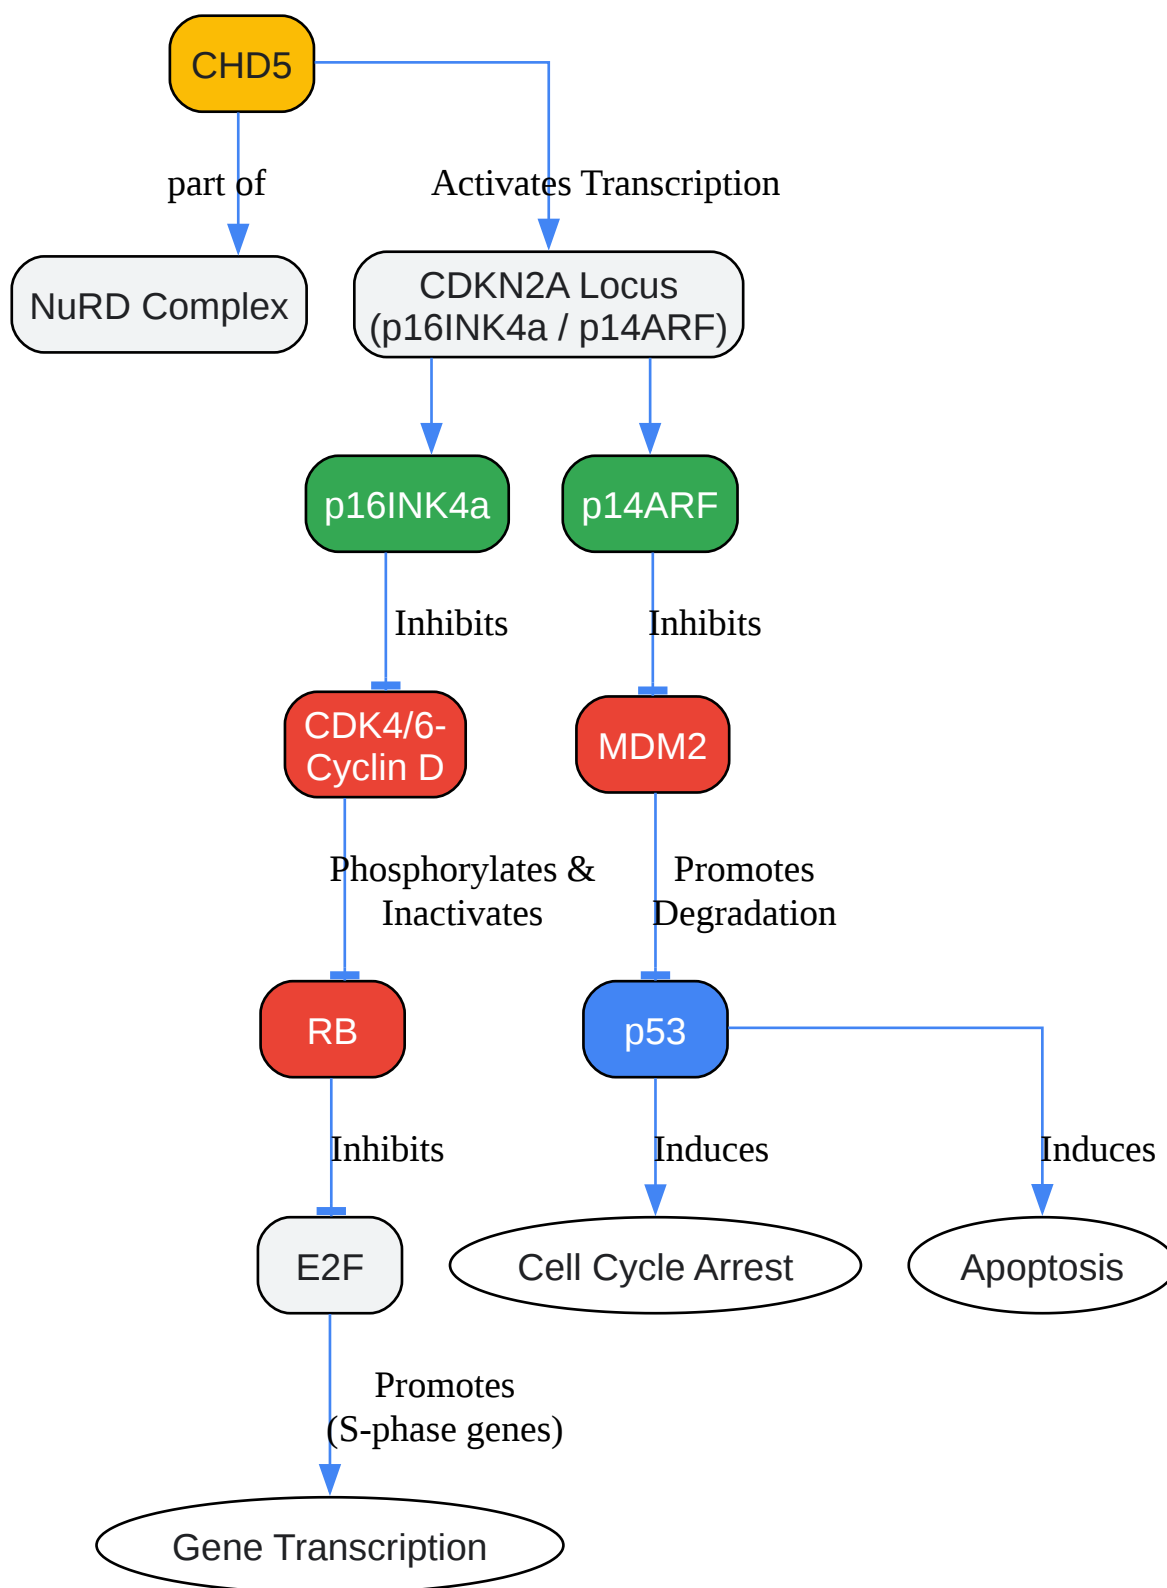 CHD5
part of
Activates Transcription
NuRD Complex
CDKN2A Locus
(p16INK4a / p14ARF)
p16INK4a
p14ARF
Inhibits
Inhibits
CDK4/6-
Cyclin D
MDM2
Phosphorylates &
Inactivates
Promotes
Degradation
RB
p53
Inhibits
Induces
Induces
E2F
Cell Cycle Arrest
Apoptosis
Promotes
(S-phase genes)
Gene Transcription